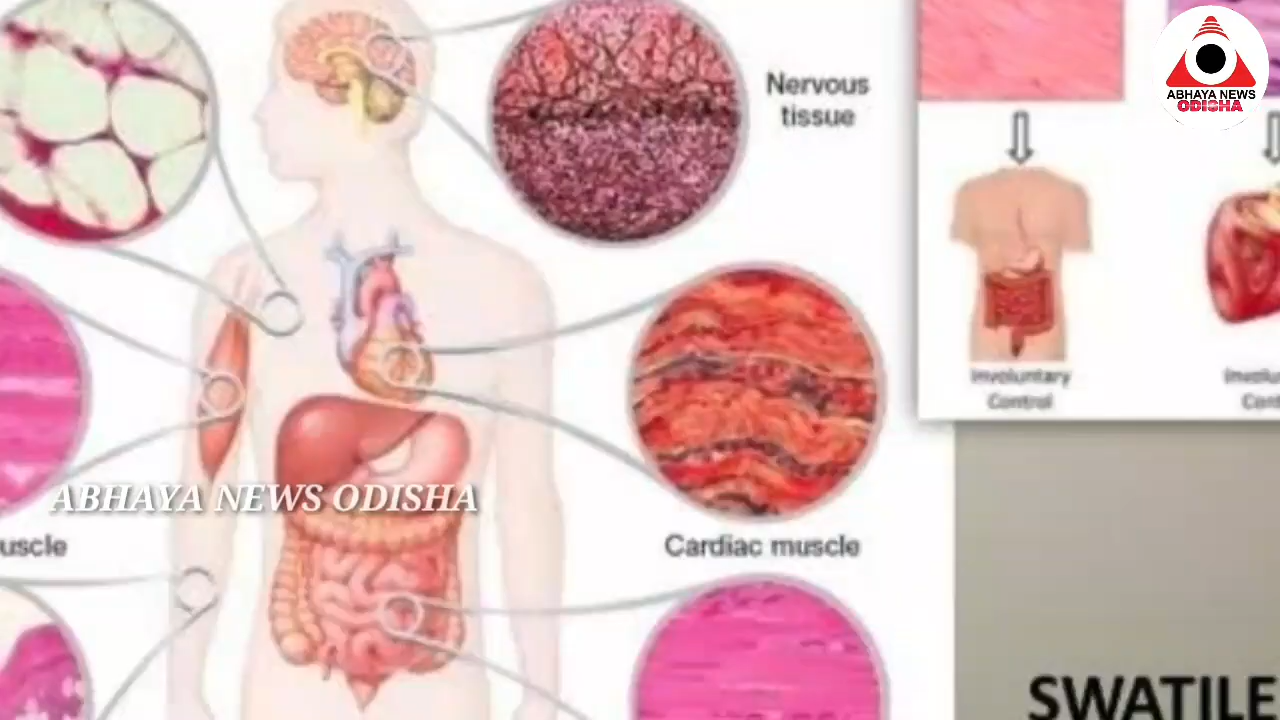 Nervous
tissue
ABHAYA NEWS
ODISHA
Involuntary
Control
ABHAYA NEWS ODISHA
uscle
Cardiac muscle
SWATILE